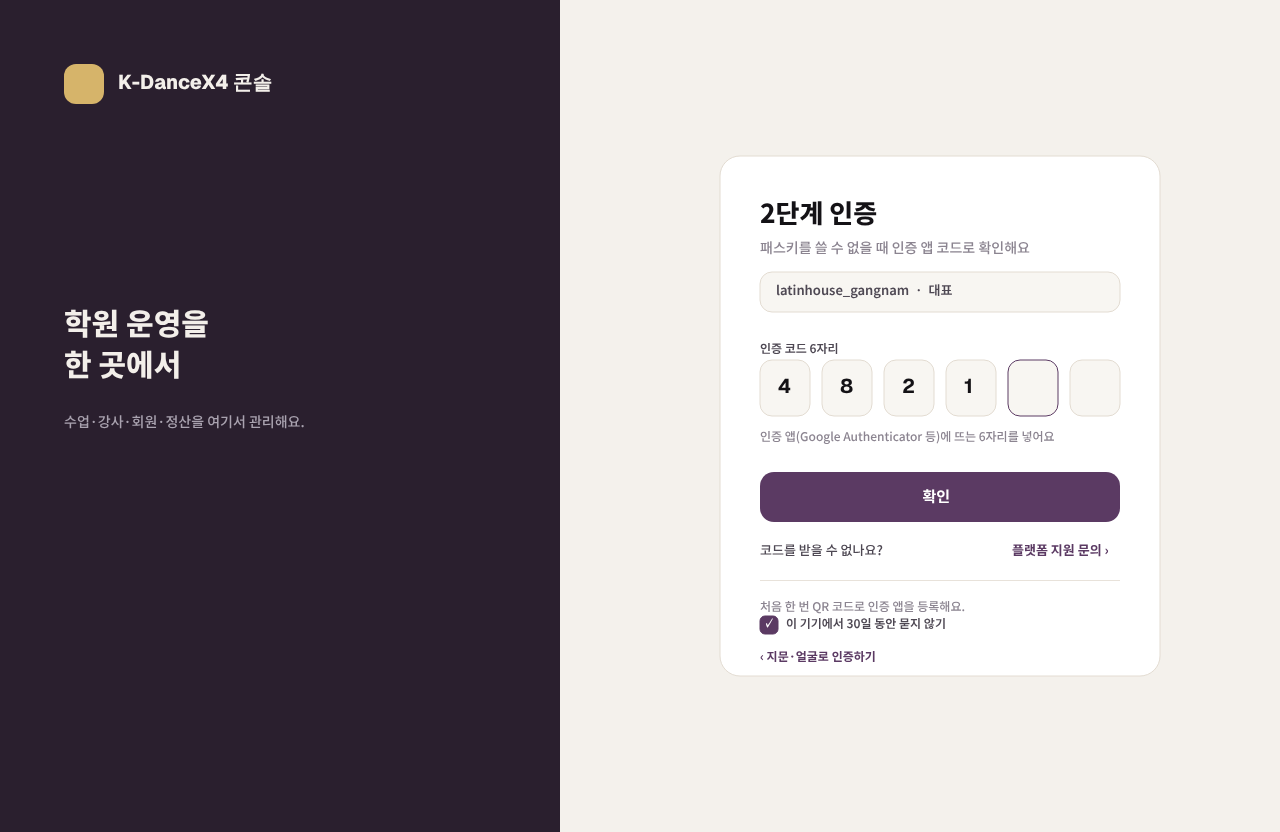 K-DanceX4 콘솔
학원 운영을
한 곳에서
수업·강사·회원·정산을 여기서 관리해요.
2단계 인증
패스키를 쓸 수 없을 때 인증 앱 코드로 확인해요
latinhouse_gangnam · 대표
인증 코드 6자리
4 8 2 1
인증 앱(Google Authenticator 등)에 뜨는 6자리를 넣어요
확인
코드를 받을 수 없나요? 플랫폼 지원 문의 ›
처음 한 번 QR 코드로 인증 앱을 등록해요.
✓ 이 기기에서 30일 동안 묻지 않기
‹ 지문·얼굴로 인증하기